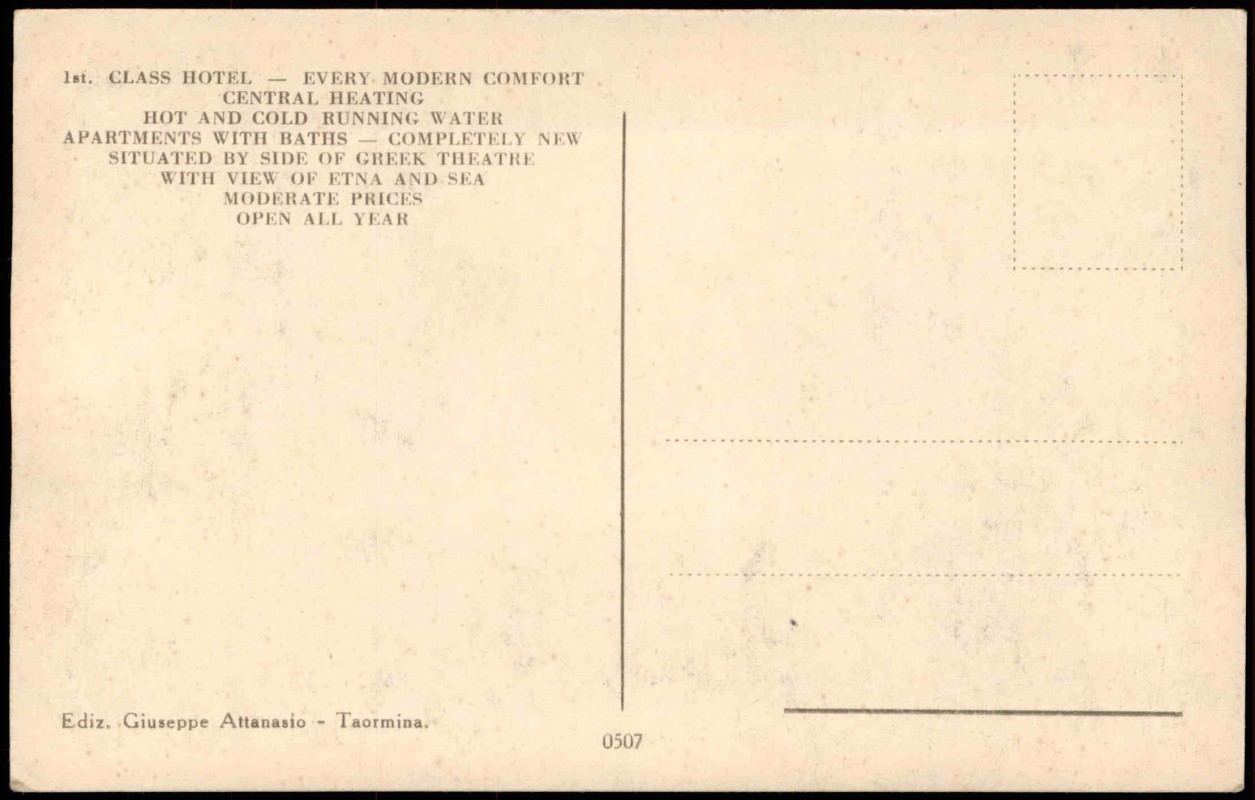 1st. CLASS HOTEL — EVERY MODERN COMFORT
CENTRAL HEATING
HOT AND COLD RUNNING WATER
APARTMENTS WITH BATHS — COMPLETELY NEW
SITUATED BY SIDE OF GREEK THEATRE
WITH VIEW OF ETNA AND SEA
MODERATE PRICES
OPEN ALL YEAR
Ediz. Giuseppe Attanasio - Taormina.
0507